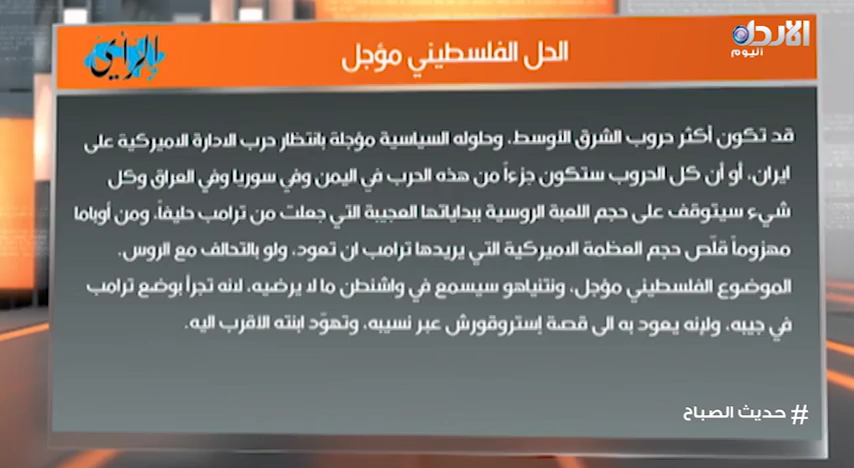 الأردن
اليوم
الرأي
الحل الفلسطيني مؤجل
قد تكون أكثر حروب الشرق الأوسط، وحلوله السياسية مؤجلة بانتظار حرب الادارة الاميركية على
ايران، أو أن كل الحروب ستكون جزءاً من هذه الحرب في اليمن وفي سوريا وفي العراق وكل
شيء سيتوقف على حجم اللعبة الروسية ببداياتها العجيبة التي جعلت من ترامب حليفاً، ومن أوباما
مهزوماً قلّص حجم العظمة الاميركية التي يريدها ترامب ان تعود، ولو بالتحالف مع الروس.
الموضوع الفلسطيني مؤجل، ونتنياهو سيسمع في واشنطن ما لا يرضيه، لانه تجرأ بوضع ترامب
في جيبه، ولإنه يعود به الى قصة إستروقورش عبر نسيبه، وتهوّد ابنته الأقرب اليه.
# حديث الصباح